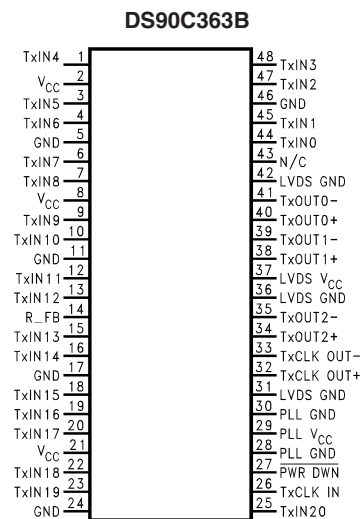 DS90C363B
TxIN4 1
VCC 2
TxIN5 3
TxIN6 4
GND 5
TxIN7 6
TxIN8 7
VCC 8
TxIN9 9
TxIN10 10
GND 11
TxIN11 12
TxIN12 13
R_FB 14
TxIN13 15
TxIN14 16
GND 17
TxIN15 18
TxIN16 19
TxIN17 20
VCC 21
TxIN18 22
TxIN19 23
GND 24
48 TxIN3
47 TxIN2
46 GND
45 TxIN1
44 TxIN0
43 N/C
42 LVDS GND
41 TxOUT0-
40 TxOUT0+
39 TxOUT1-
38 TxOUT1+
37 LVDS VCC
36 LVDS GND
35 TxOUT2-
34 TxOUT2+
33 TxCLK OUT-
32 TxCLK OUT+
31 LVDS GND
30 PLL GND
29 PLL VCC
28 PLL GND
27 PWR DWN
26 TxCLK IN
25 TxIN20